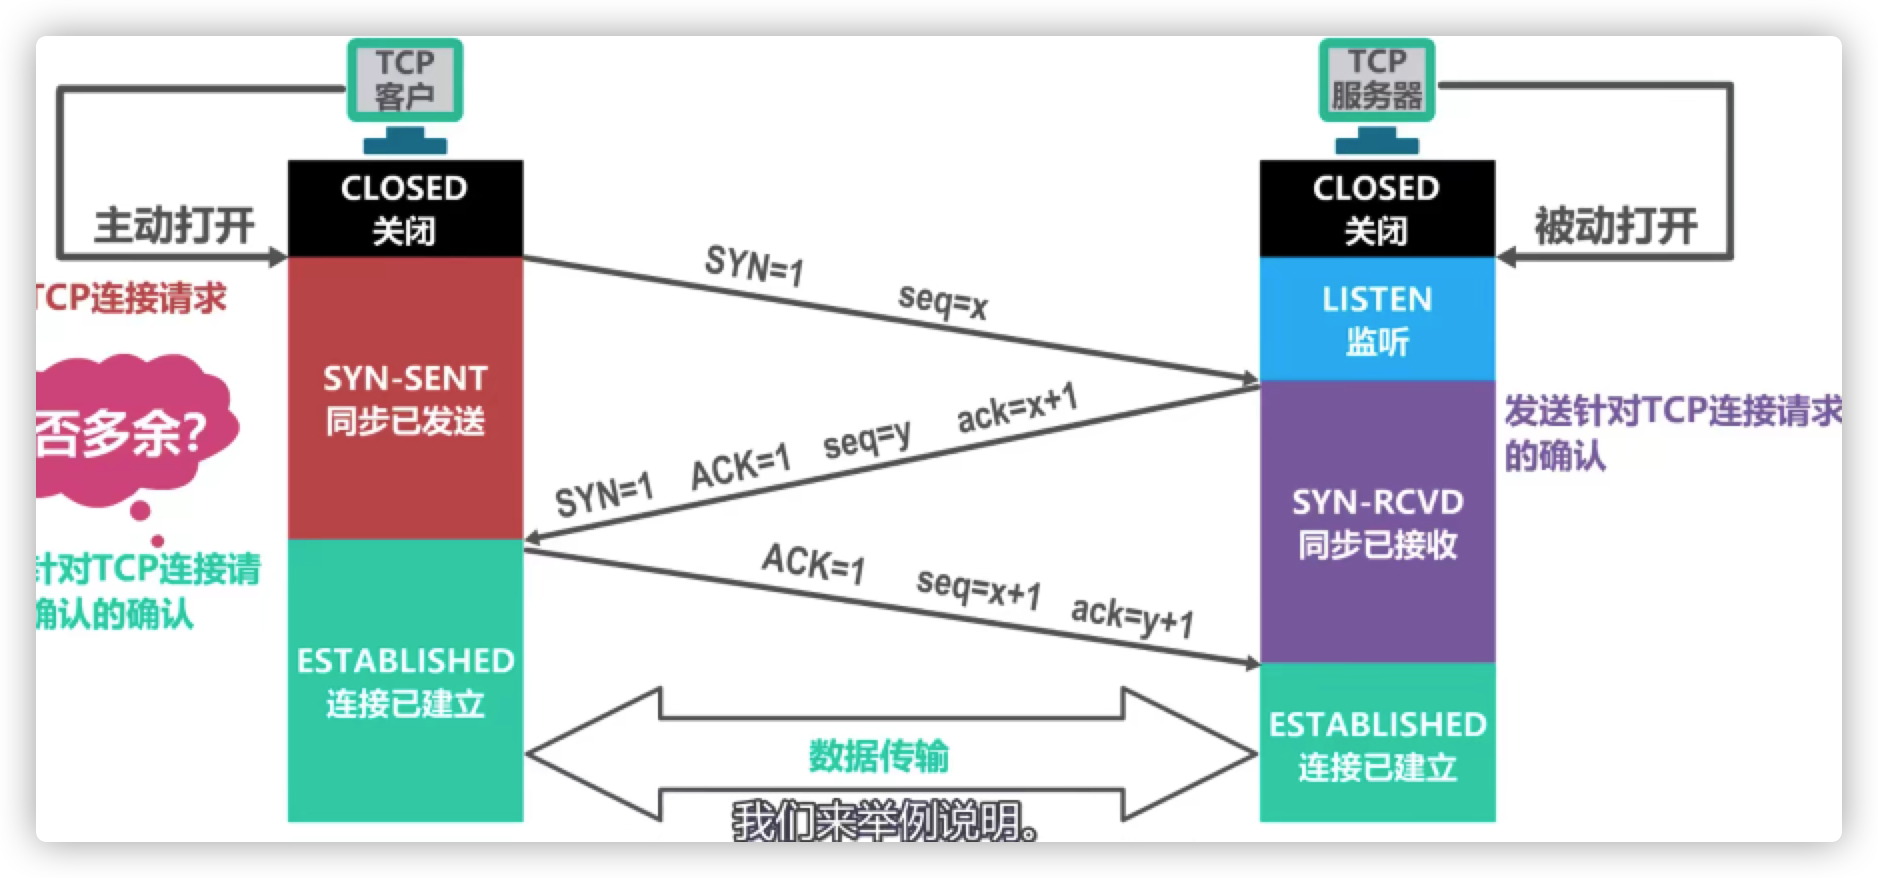 TCP
客户
TCP
服务器
CLOSED
关闭
CLOSED
关闭
主动打开
被动打开
SYN=1 seq=x
TCP连接请求
LISTEN
监听
SYN-SENT
同步已发送
SYN=1 ACK=1 seq=y ack=x+1
否多余?
发送针对TCP连接请求
的确认
SYN-RCVD
同步已接收
针对TCP连接请
确认的确认
ACK=1 seq=x+1 ack=y+1
ESTABLISHED
连接已建立
ESTABLISHED
连接已建立
数据传输
我们来举例说明。